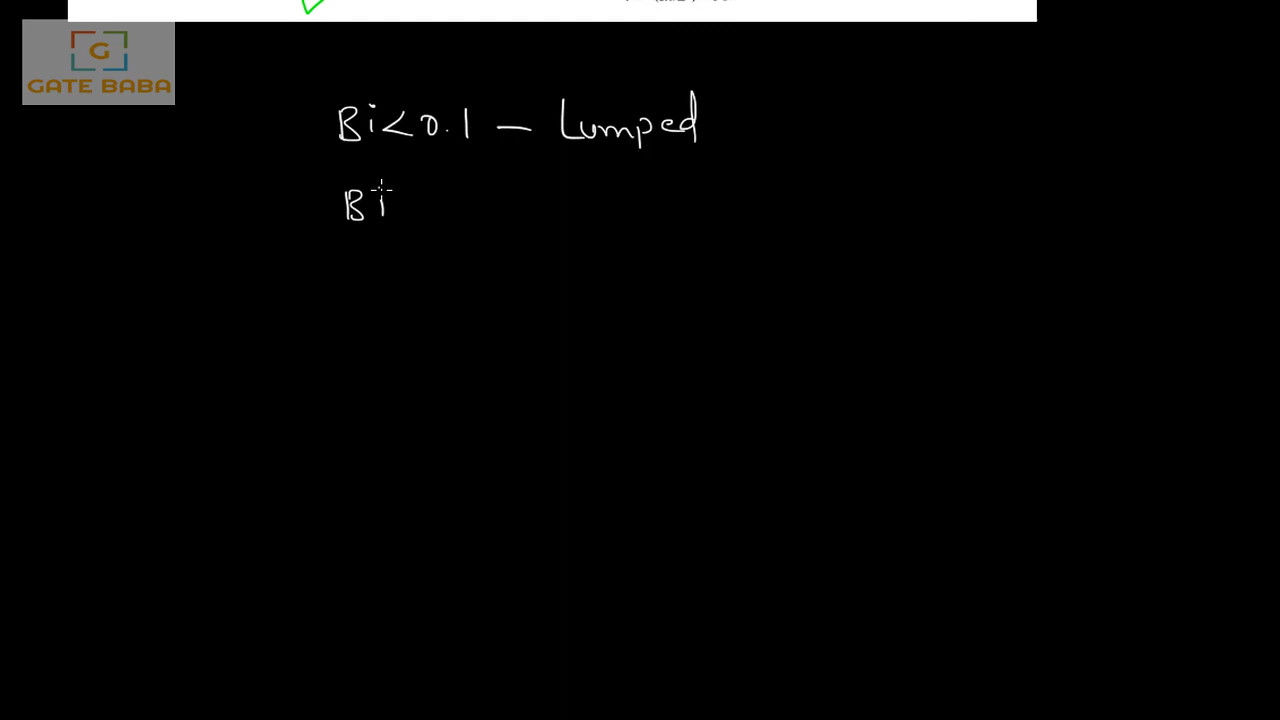 G
GATE BABA
Bi<0.1 — Lumped
Bi